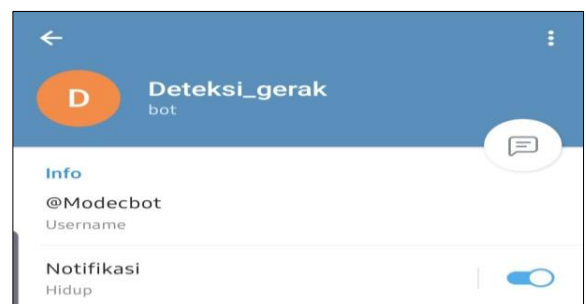 D
Deteksi_gerak
bot
Info
@Modecbot
Username
Notifikasi
Hidup